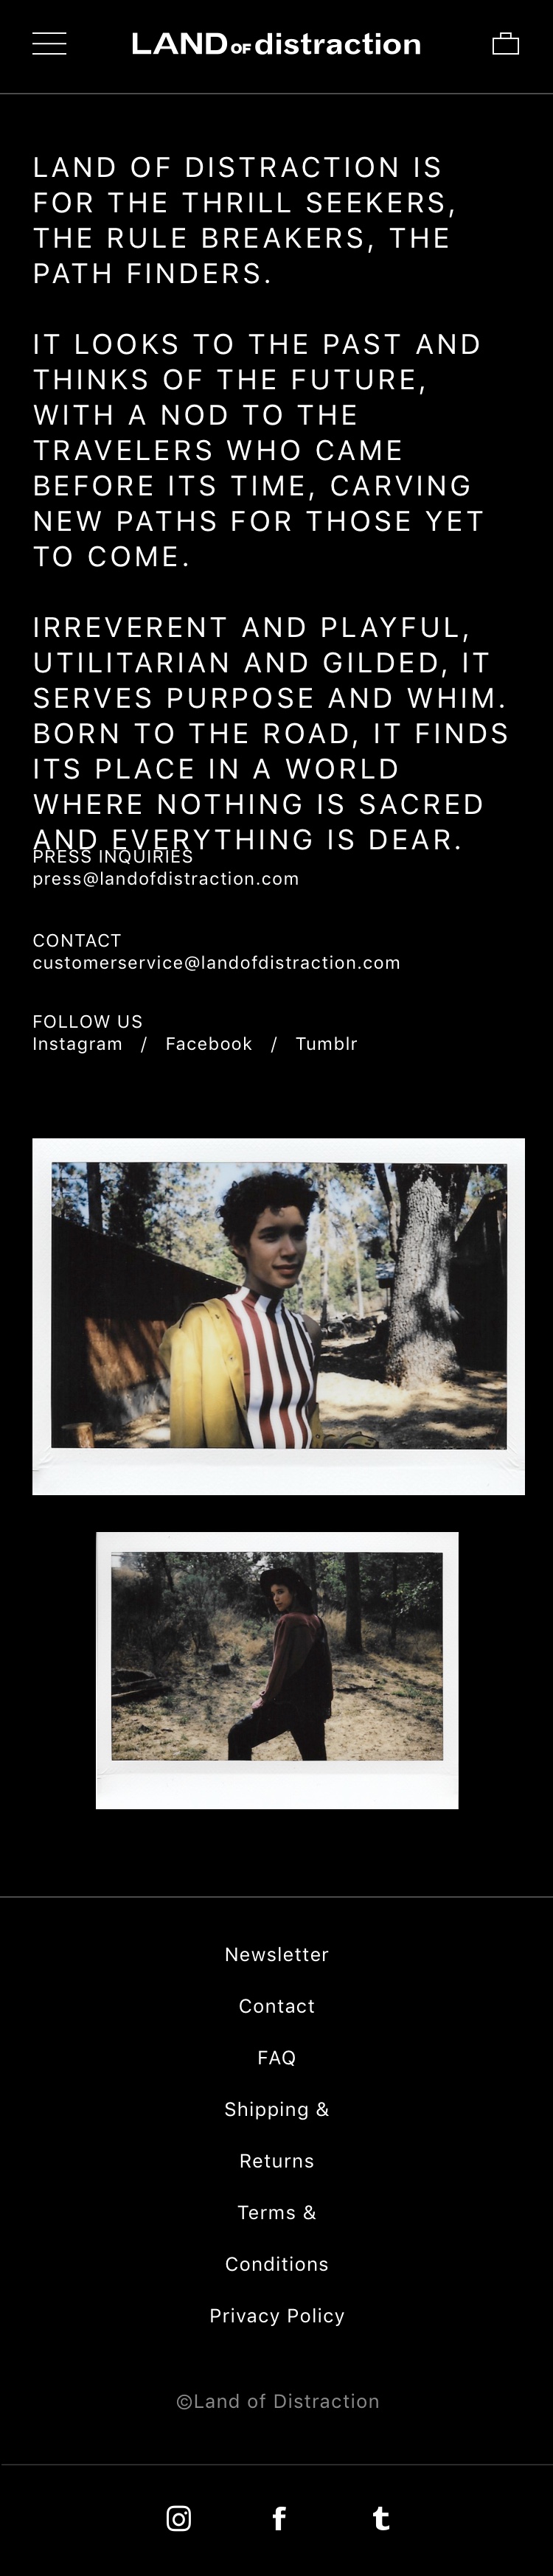 LAND OF distraction
LAND OF DISTRACTION IS
FOR THE THRILL SEEKERS,
THE RULE BREAKERS, THE
PATH FINDERS.
IT LOOKS TO THE PAST AND
THINKS OF THE FUTURE,
WITH A NOD TO THE
TRAVELERS WHO CAME
BEFORE ITS TIME, CARVING
NEW PATHS FOR THOSE YET
TO COME.
IRREVERENT AND PLAYFUL,
UTILITARIAN AND GILDED, IT
SERVES PURPOSE AND WHIM.
BORN TO THE ROAD, IT FINDS
ITS PLACE IN A WORLD
WHERE NOTHING IS SACRED
AND EVERYTHING IS DEAR.
PRESS INQUIRIES
press@landofdistraction.com
CONTACT
customerservice@landofdistraction.com
FOLLOW US
Instagram / Facebook / Tumblr
Newsletter
Contact
FAQ
Shipping &
Returns
Terms &
Conditions
Privacy Policy
©Land of Distraction